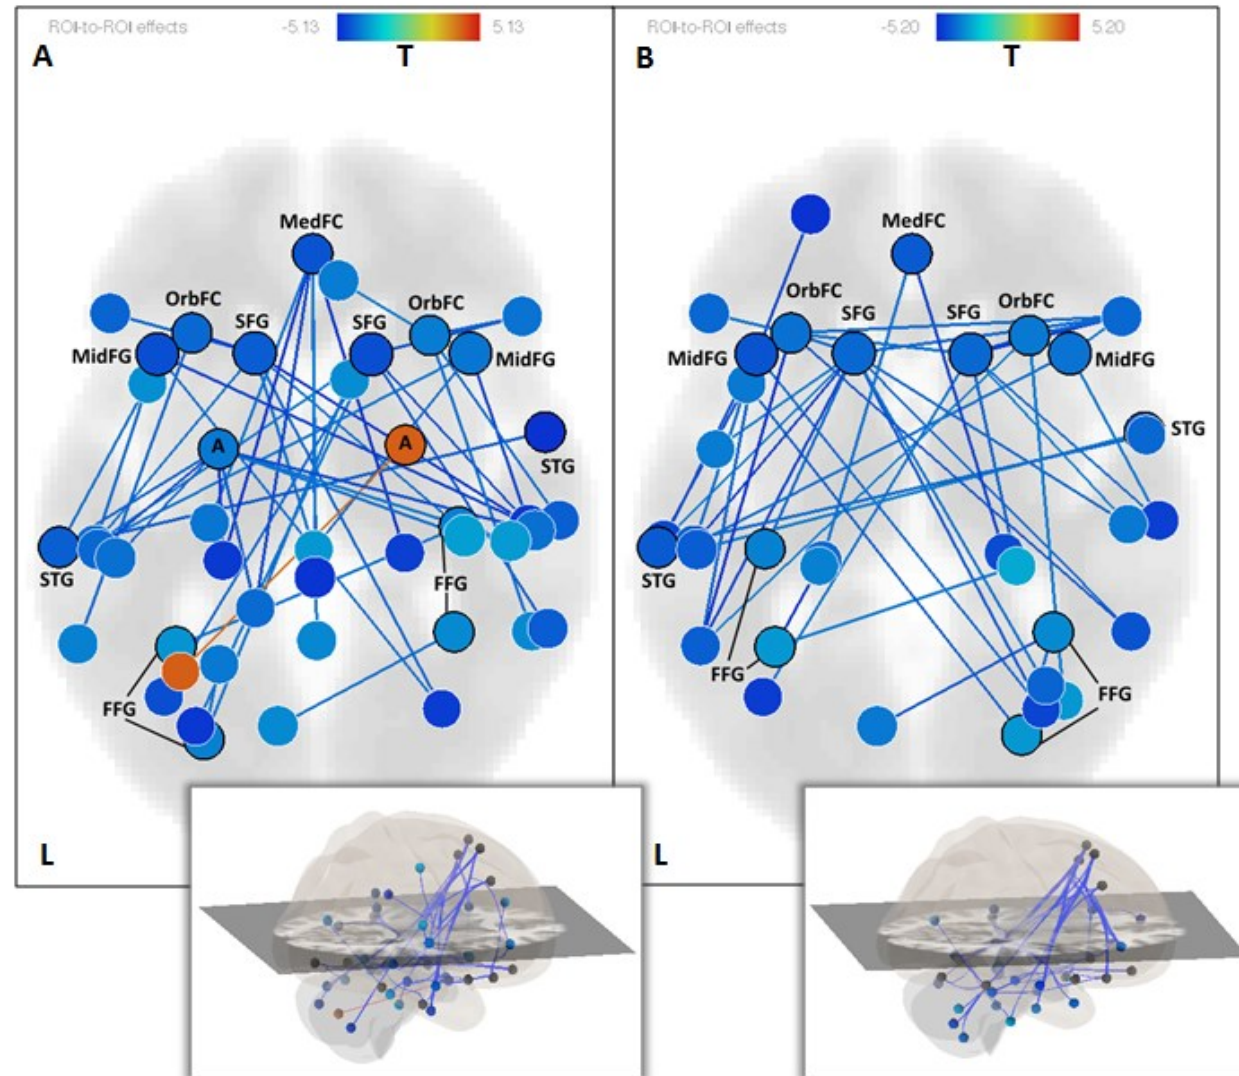 ROI-to-ROI effects -5.13 5.13
A T
MedFC
OrbFC OrbFC
SFG SFG
MidFG MidFG
A A
STG
STG
FFG
FFG
L
ROI-to-ROI effects -5.20 5.20
B T
MedFC
OrbFC OrbFC
SFG SFG
MidFG MidFG
STG
STG
FFG
FFG
L